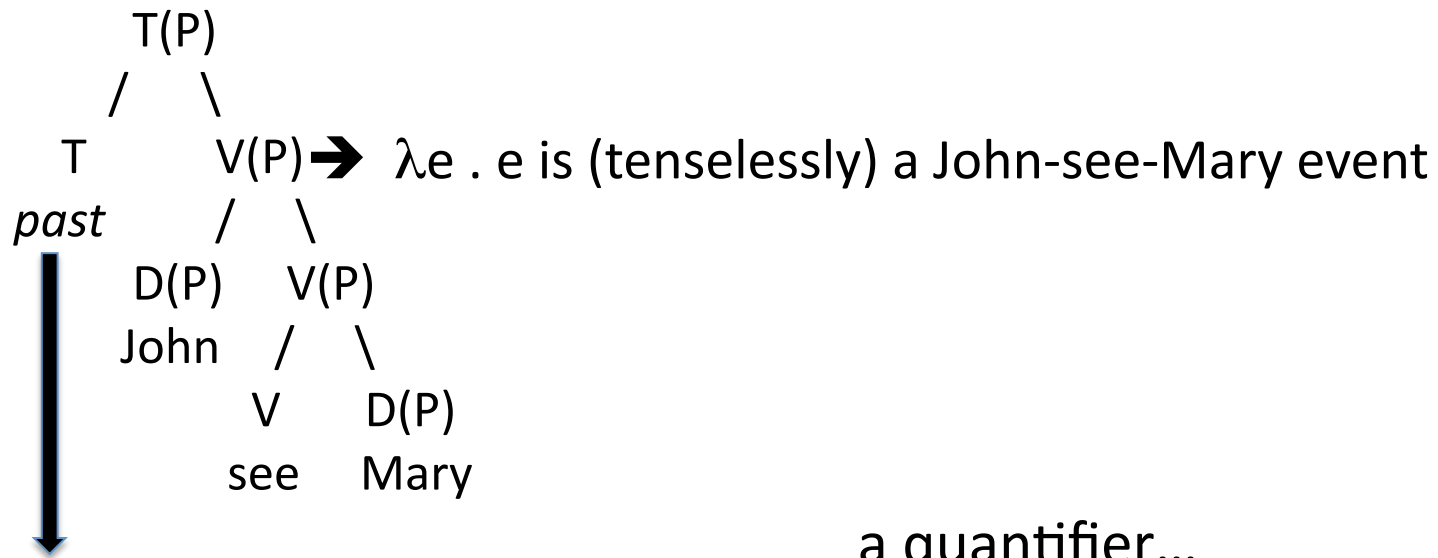 T(P)
/ \
T V(P)➔ λe . e is (tenselessly) a John-see-Mary event
past / \
D(P) V(P)
John / \
V D(P)
see Mary
a quantifier...